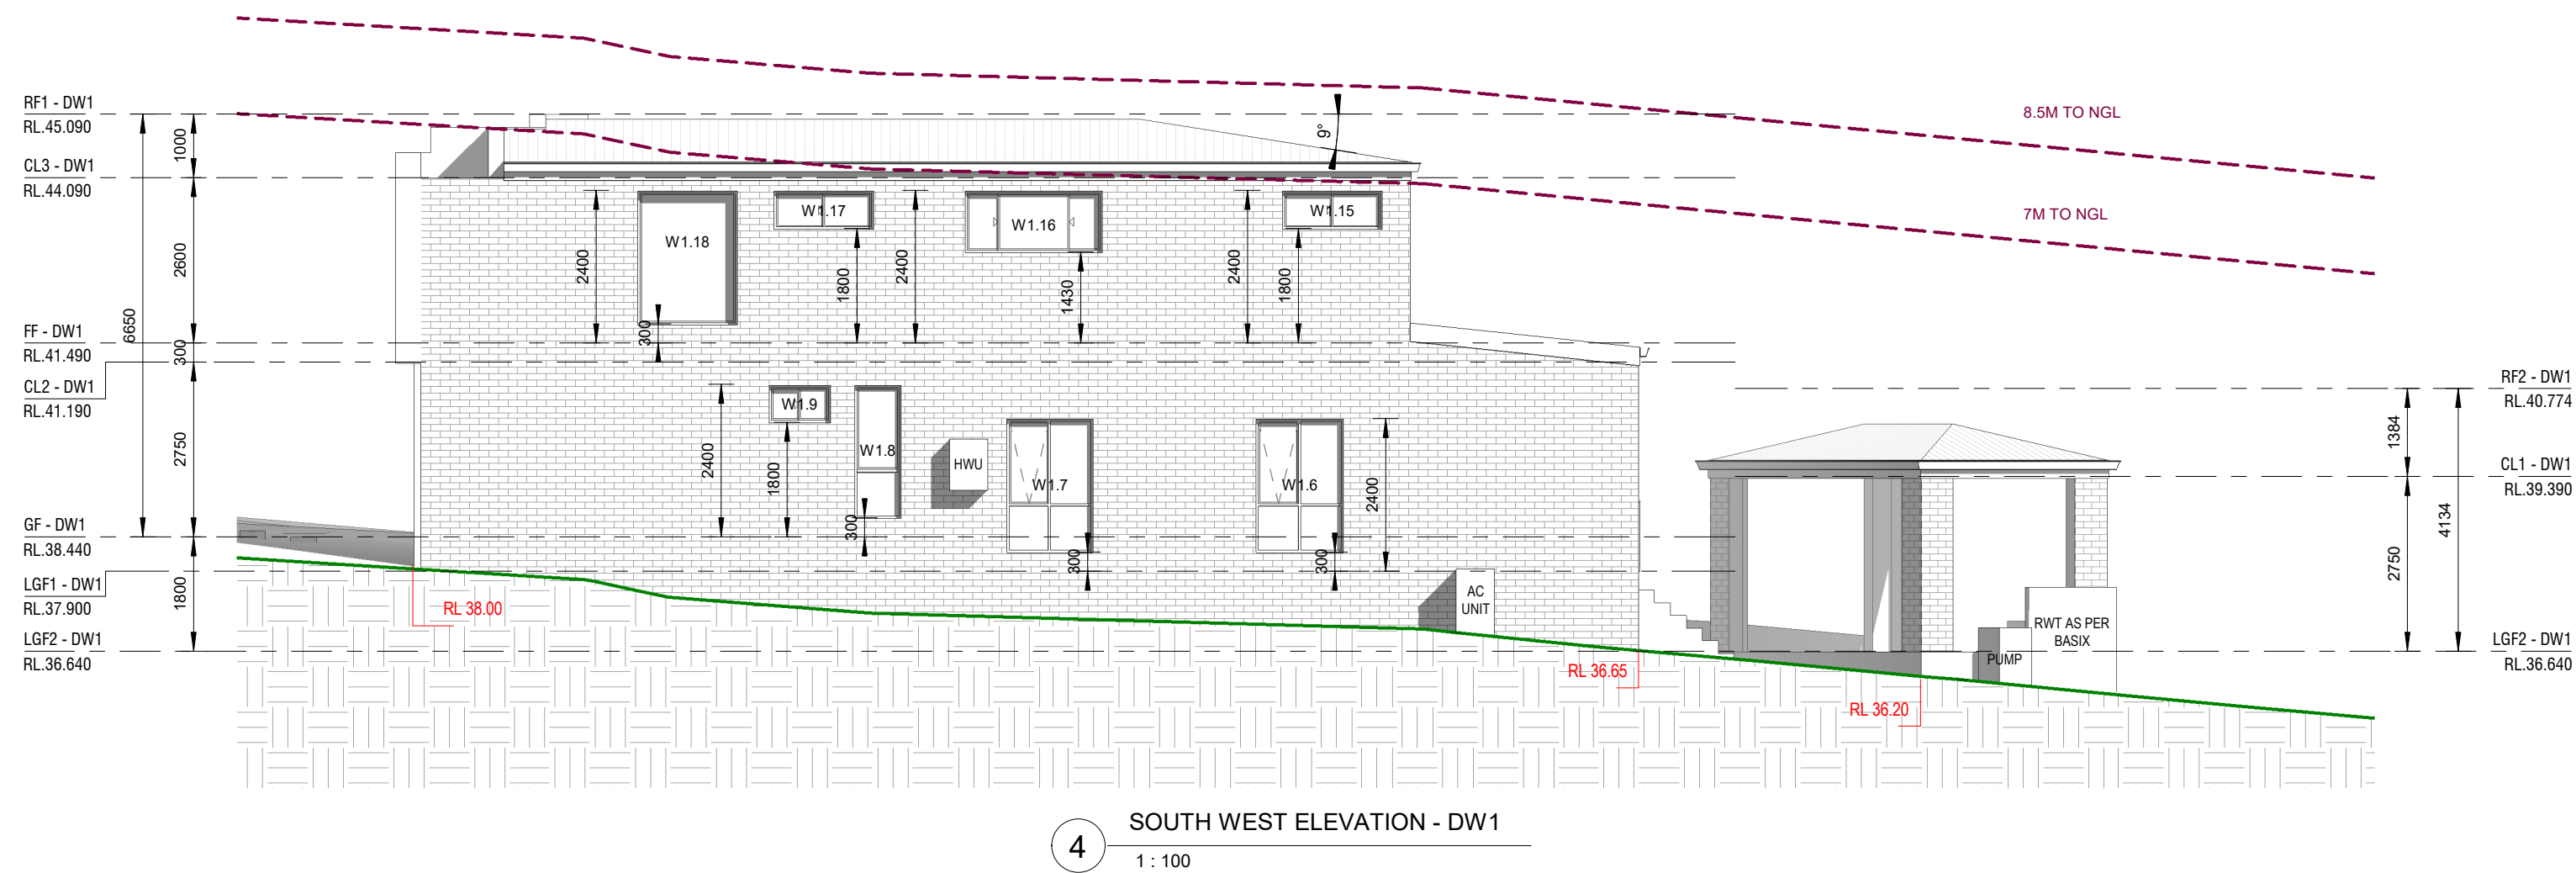 RF1 - DW1
RL.45.090
CL3 - DW1
RL.44.090
FF - DW1
RL.41.490
CL2 - DW1
RL.41.190
GF - DW1
RL.38.440
LGF1 - DW1
RL.37.900
LGF2 - DW1
RL.36.640
6650
1000
2600
300
2750
1800
8.5M TO NGL
7M TO NGL
9°
W1.18
W1.17
W1.16
W1.15
2400
300
1800
2400
1430
2400
1800
W1.9
W1.8
HWU
W1.7
W1.6
2400
1800
300
300
300
2400
AC
UNIT
RWT AS PER
BASIX
PUMP
RL 38.00
RL 36.65
RL 36.20
RF2 - DW1
RL.40.774
CL1 - DW1
RL.39.390
LGF2 - DW1
RL.36.640
1384
2750
4134
4
SOUTH WEST ELEVATION - DW1
1 : 100